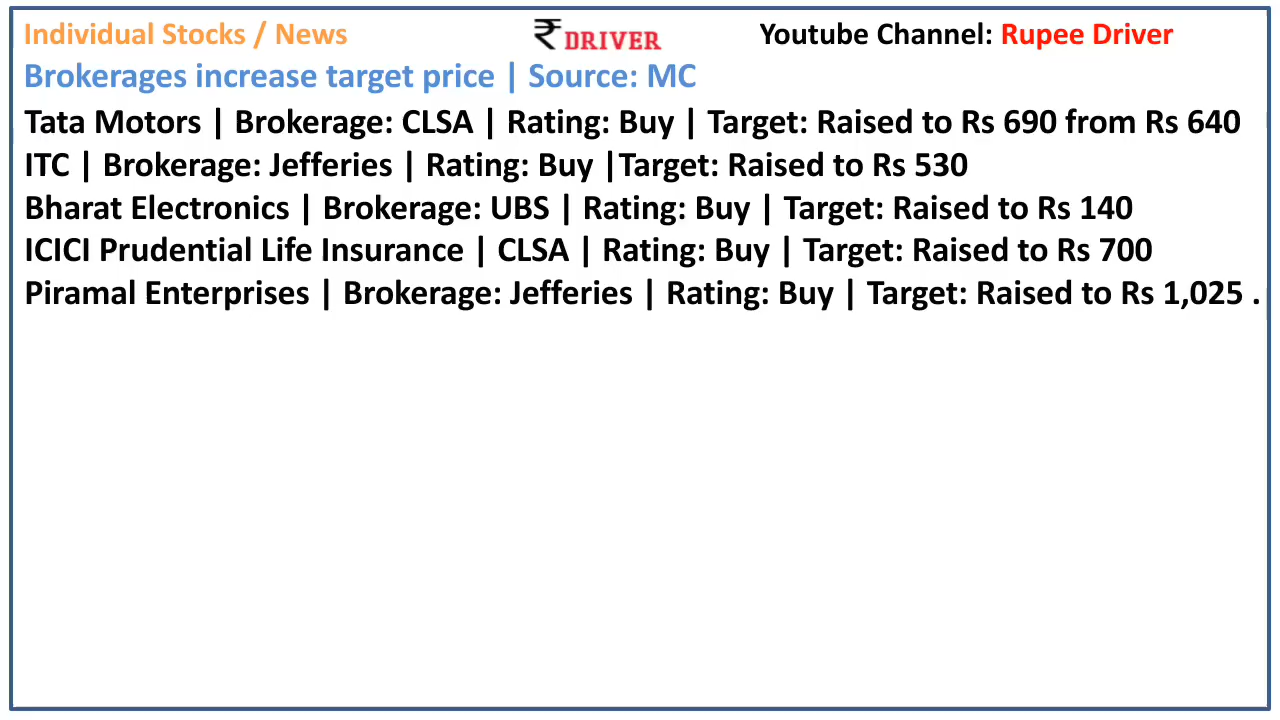 Individual Stocks / News
₹ DRIVER
Youtube Channel: Rupee Driver
Brokerages increase target price | Source: MC
Tata Motors | Brokerage: CLSA | Rating: Buy | Target: Raised to Rs 690 from Rs 640
ITC | Brokerage: Jefferies | Rating: Buy |Target: Raised to Rs 530
Bharat Electronics | Brokerage: UBS | Rating: Buy | Target: Raised to Rs 140
ICICI Prudential Life Insurance | CLSA | Rating: Buy | Target: Raised to Rs 700
Piramal Enterprises | Brokerage: Jefferies | Rating: Buy | Target: Raised to Rs 1,025 .